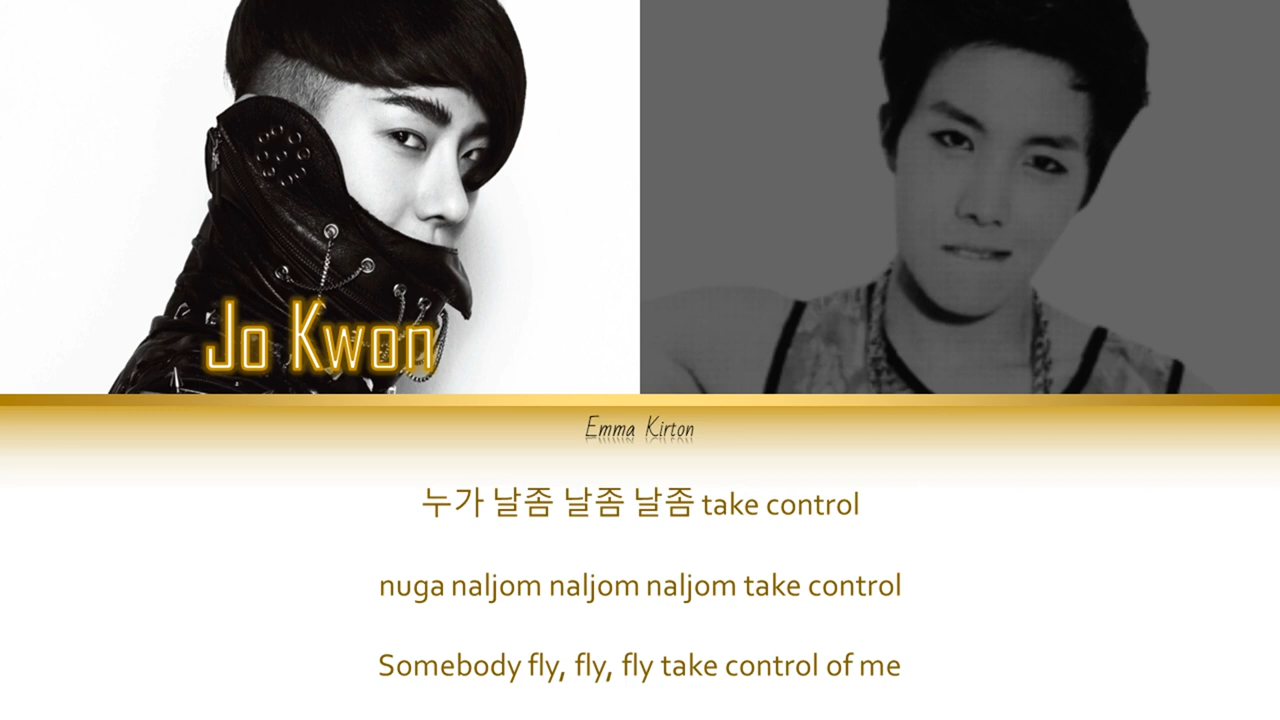 Jo Kwon
Emma Kirton
누가 날좀 날좀 날좀 take control
nuga naljom naljom naljom take control
Somebody fly, fly, fly take control of me